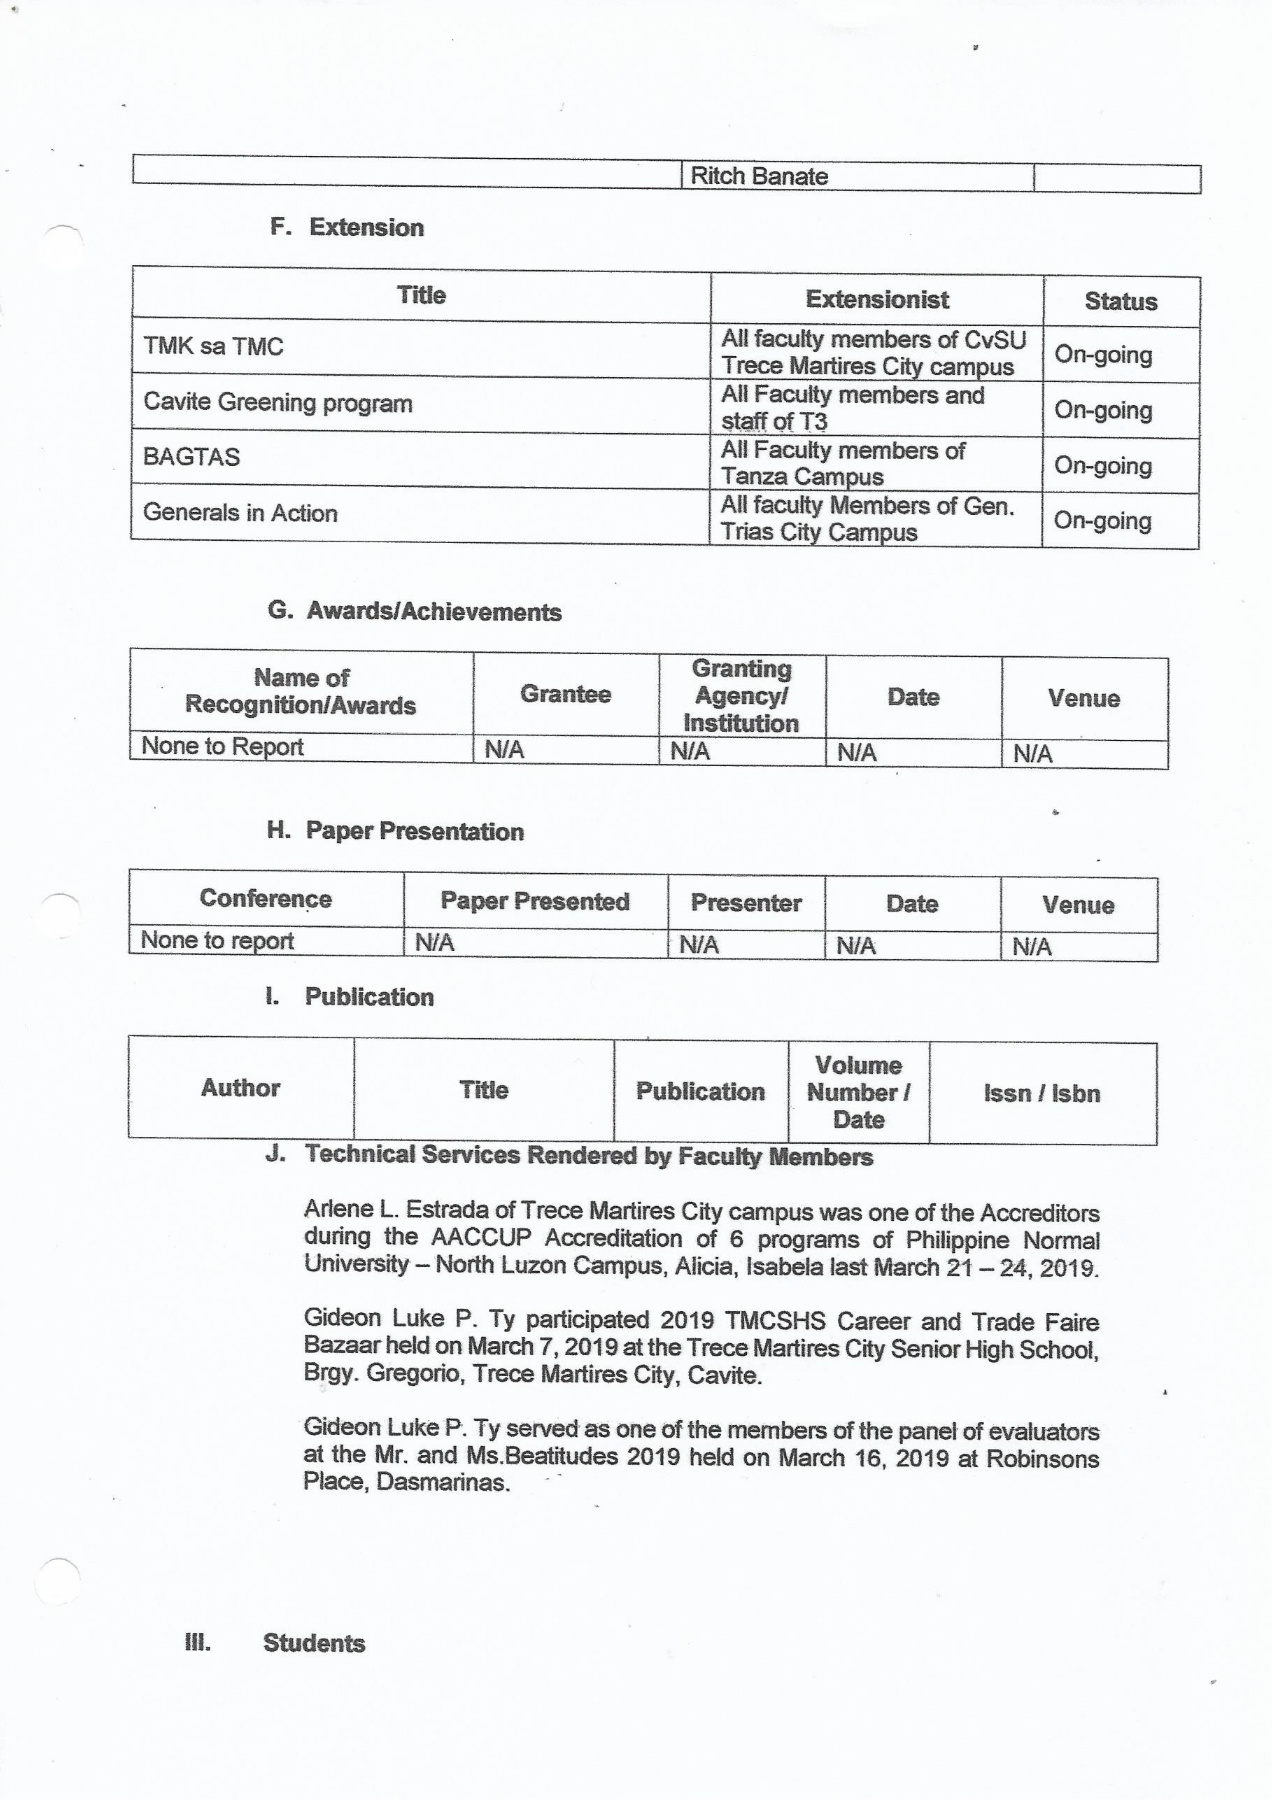 Ritch Banate
F. Extension
Title Extensionist Status
TMK sa TMC All faculty members of CvSU Trece Martires City campus On-going
Cavite Greening program All Faculty members and staff of T3 On-going
BAGTAS All Faculty members of Tanza Campus On-going
Generals in Action All faculty Members of Gen. Trias City Campus On-going
G. Awards/Achievements
Name of Recognition/Awards Grantee Granting Agency/ Institution Date Venue
None to Report N/A N/A N/A N/A
H. Paper Presentation
Conference Paper Presented Presenter Date Venue
None to report N/A N/A N/A N/A
I. Publication
Author Title Publication Volume Number / Date Issn / Isbn
J. Technical Services Rendered by Faculty Members
Arlene L. Estrada of Trece Martires City campus was one of the Accreditors
during the AACCUP Accreditation of 6 programs of Philippine Normal
University – North Luzon Campus, Alicia, Isabela last March 21 – 24, 2019.
Gideon Luke P. Ty participated 2019 TMCSHS Career and Trade Faire
Bazaar held on March 7, 2019 at the Trece Martires City Senior High School,
Brgy. Gregorio, Trece Martires City, Cavite.
Gideon Luke P. Ty served as one of the members of the panel of evaluators
at the Mr. and Ms.Beatitudes 2019 held on March 16, 2019 at Robinsons
Place, Dasmarinas.
III. Students